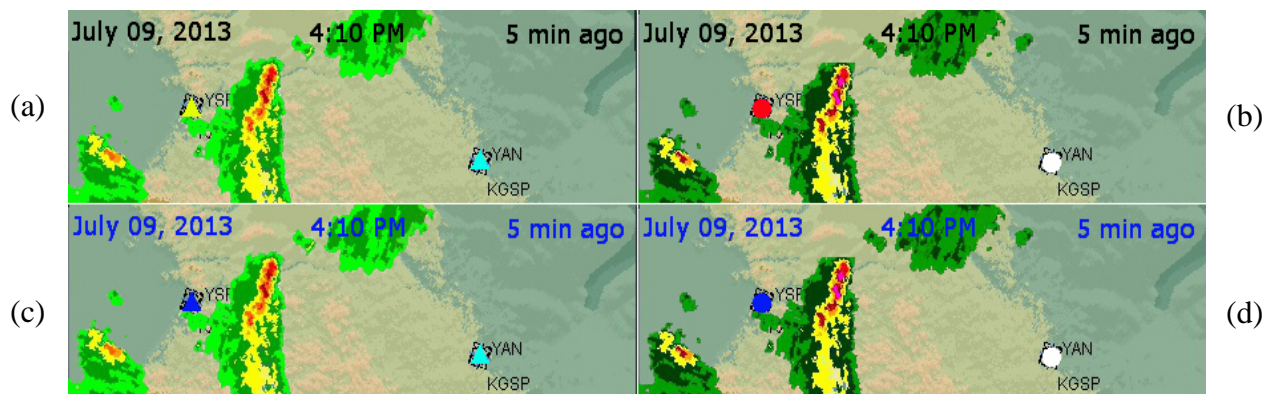 July 09, 2013 4:10 PM 5 min ago
July 09, 2013 4:10 PM 5 min ago
(a)
(b)
YAN
YAN
KGSP
KGSP
July 09, 2013 4:10 PM 5 min ago
July 09, 2013 4:10 PM 5 min ago
(c)
(d)
YAN
YAN
KGSP
KGSP